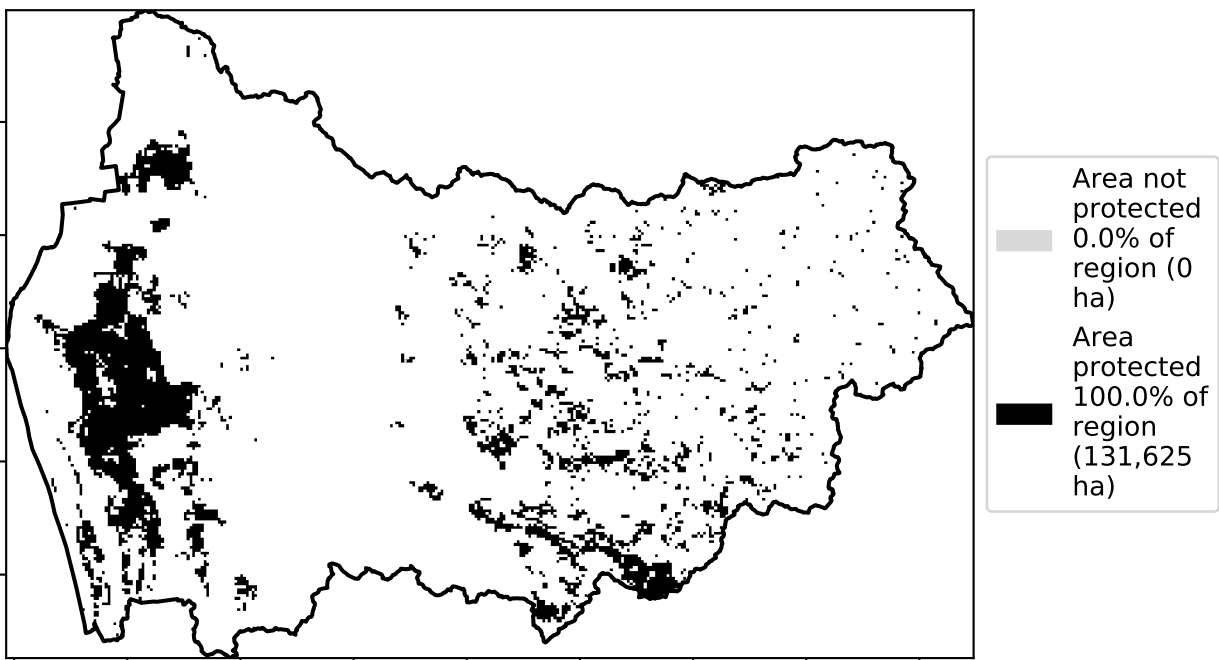 Area not
protected
0.0% of
region (0
ha)
Area
protected
100.0% of
region
(131,625
ha)